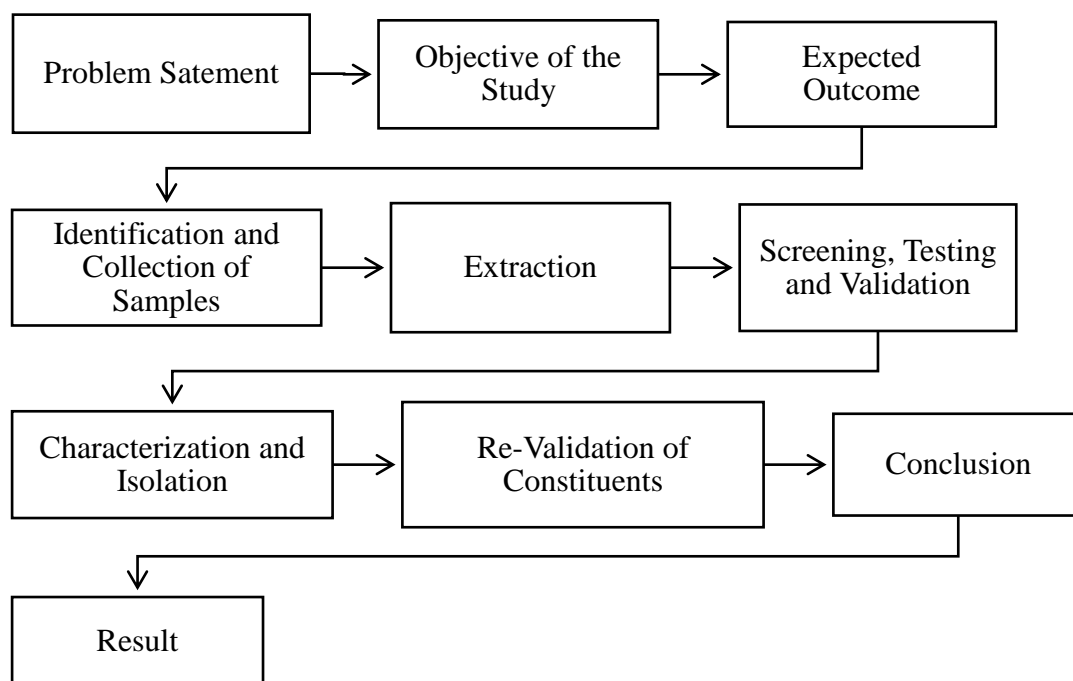 Problem Satement
Objective of the
Study
Expected
Outcome
Identification and
Collection of
Samples
Extraction
Screening, Testing
and Validation
Characterization and
Isolation
Re-Validation of
Constituents
Conclusion
Result